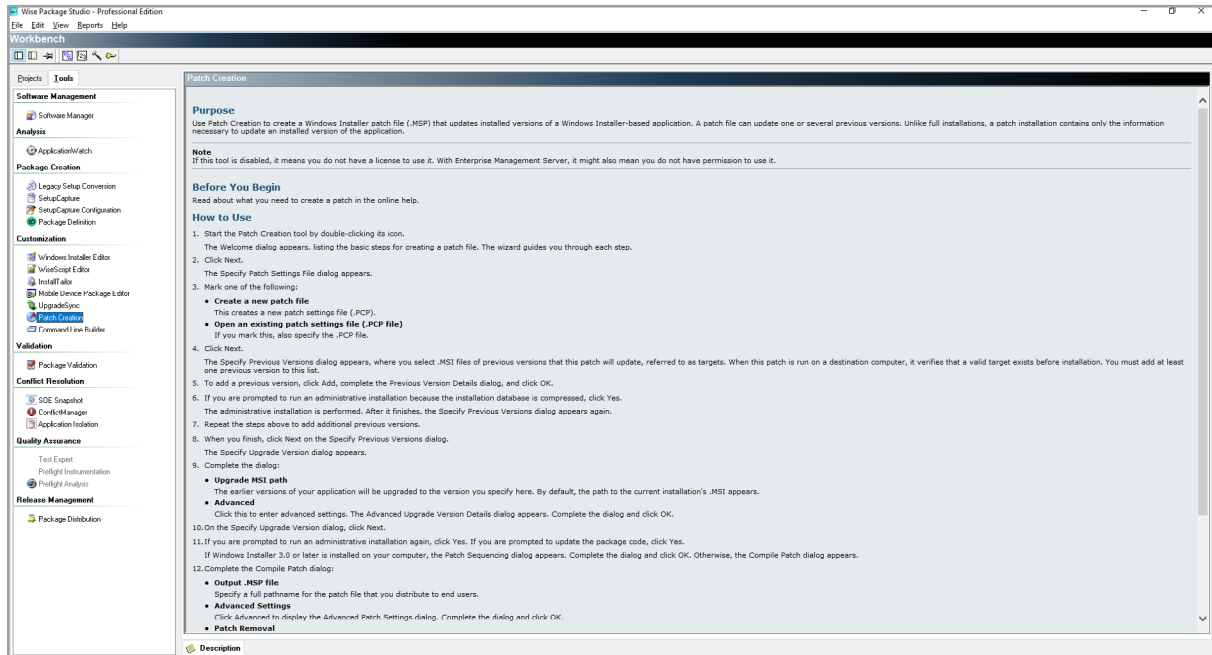 Wise Package Studio - Professional Edition
File Edit View Reports Help
Workbench
Projects Tools
Software Management
Software Manager
Analysis
ApplicationWatch
Package Creation
Legacy Setup Conversion
SetupCapture
SetupCapture Configuration
Package Definition
Customization
Windows Installer Editor
WiseScript Editor
InstallTailor
Mobile Device Package Editor
UpgradeSync
Patch Creation
Command Line Builder
Validation
Package Validation
Conflict Resolution
SOE Snapshot
ConflictManager
Application Isolation
Quality Assurance
Test Expert
Preflight Instrumentation
Preflight Analysis
Release Management
Package Distribution
Patch Creation
Purpose
Use Patch Creation to create a Windows Installer patch file (.MSP) that updates installed versions of a Windows Installer-based application. A patch file can update one or several previous versions. Unlike full installations, a patch installation contains only the information
necessary to update an installed version of the application.
Note
If this tool is disabled, it means you do not have a license to use it. With Enterprise Management Server, it might also mean you do not have permission to use it.
Before You Begin
Read about what you need to create a patch in the online help.
How to Use
1. Start the Patch Creation tool by double-clicking its icon.
The Welcome dialog appears, listing the basic steps for creating a patch file. The wizard guides you through each step.
2. Click Next.
The Specify Patch Settings File dialog appears.
3. Mark one of the following:
• Create a new patch file
This creates a new patch settings file (.PCP).
• Open an existing patch settings file (.PCP file)
If you mark this, also specify the .PCP file.
4. Click Next.
The Specify Previous Versions dialog appears, where you select .MSI files of previous versions that this patch will update, referred to as targets. When this patch is run on a destination computer, it verifies that a valid target exists before installation. You must add at least
one previous version to this list.
5. To add a previous version, click Add, complete the Previous Version Details dialog, and click OK.
6. If you are prompted to run an administrative installation because the installation database is compressed, click Yes.
The administrative installation is performed. After it finishes, the Specify Previous Versions dialog appears again.
7. Repeat the steps above to add additional previous versions.
8. When you finish, click Next on the Specify Previous Versions dialog.
The Specify Upgrade Version dialog appears.
9. Complete the dialog:
• Upgrade MSI path
The earlier versions of your application will be upgraded to the version you specify here. By default, the path to the current installation's .MSI appears.
• Advanced
Click this to enter advanced settings. The Advanced Upgrade Version Details dialog appears. Complete the dialog and click OK.
10.On the Specify Upgrade Version dialog, click Next.
11.If you are prompted to run an administrative installation again, click Yes. If you are prompted to update the package code, click Yes.
If Windows Installer 3.0 or later is installed on your computer, the Patch Sequencing dialog appears. Complete the dialog and click OK. Otherwise, the Compile Patch dialog appears.
12.Complete the Compile Patch dialog:
• Output .MSP file
Specify a full pathname for the patch file that you distribute to end users.
• Advanced Settings
Click Advanced to display the Advanced Patch Settings dialog. Complete the dialog and click OK.
• Patch Removal
Description